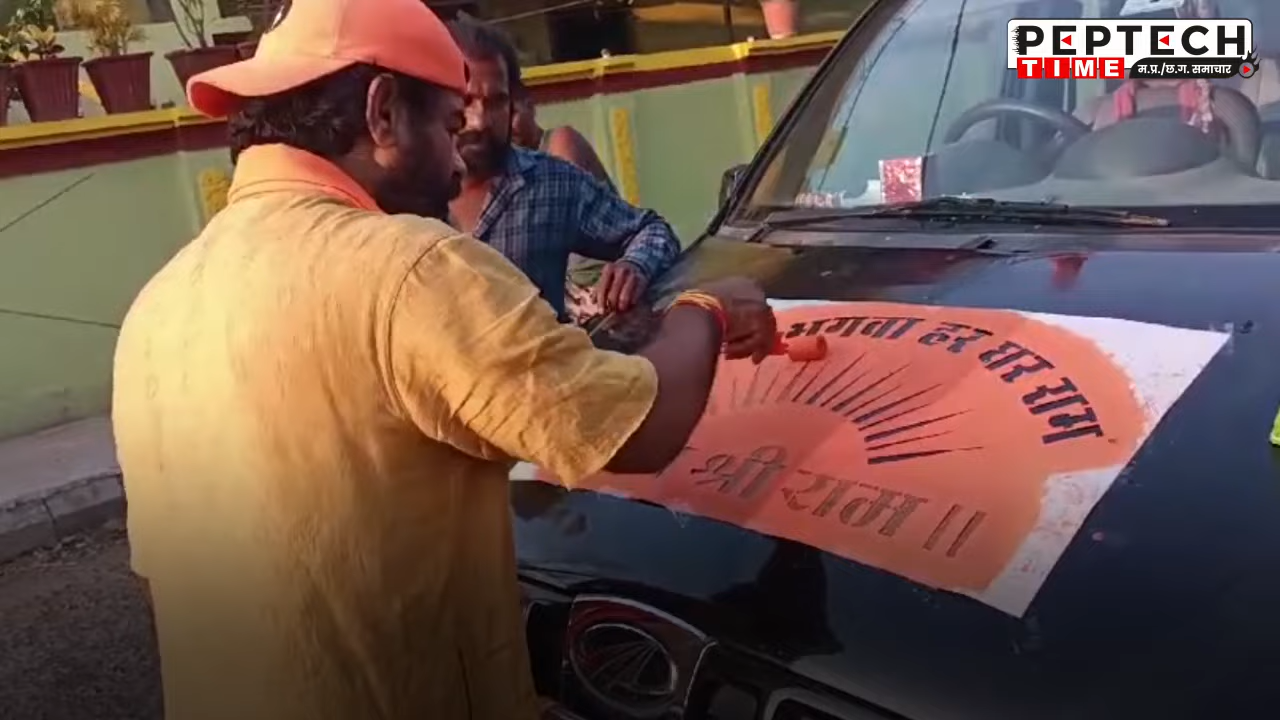 PEPTECH
TIME म.प्र./छ.ग. समाचार
भगवा हर घर राम
श्री राम ॥